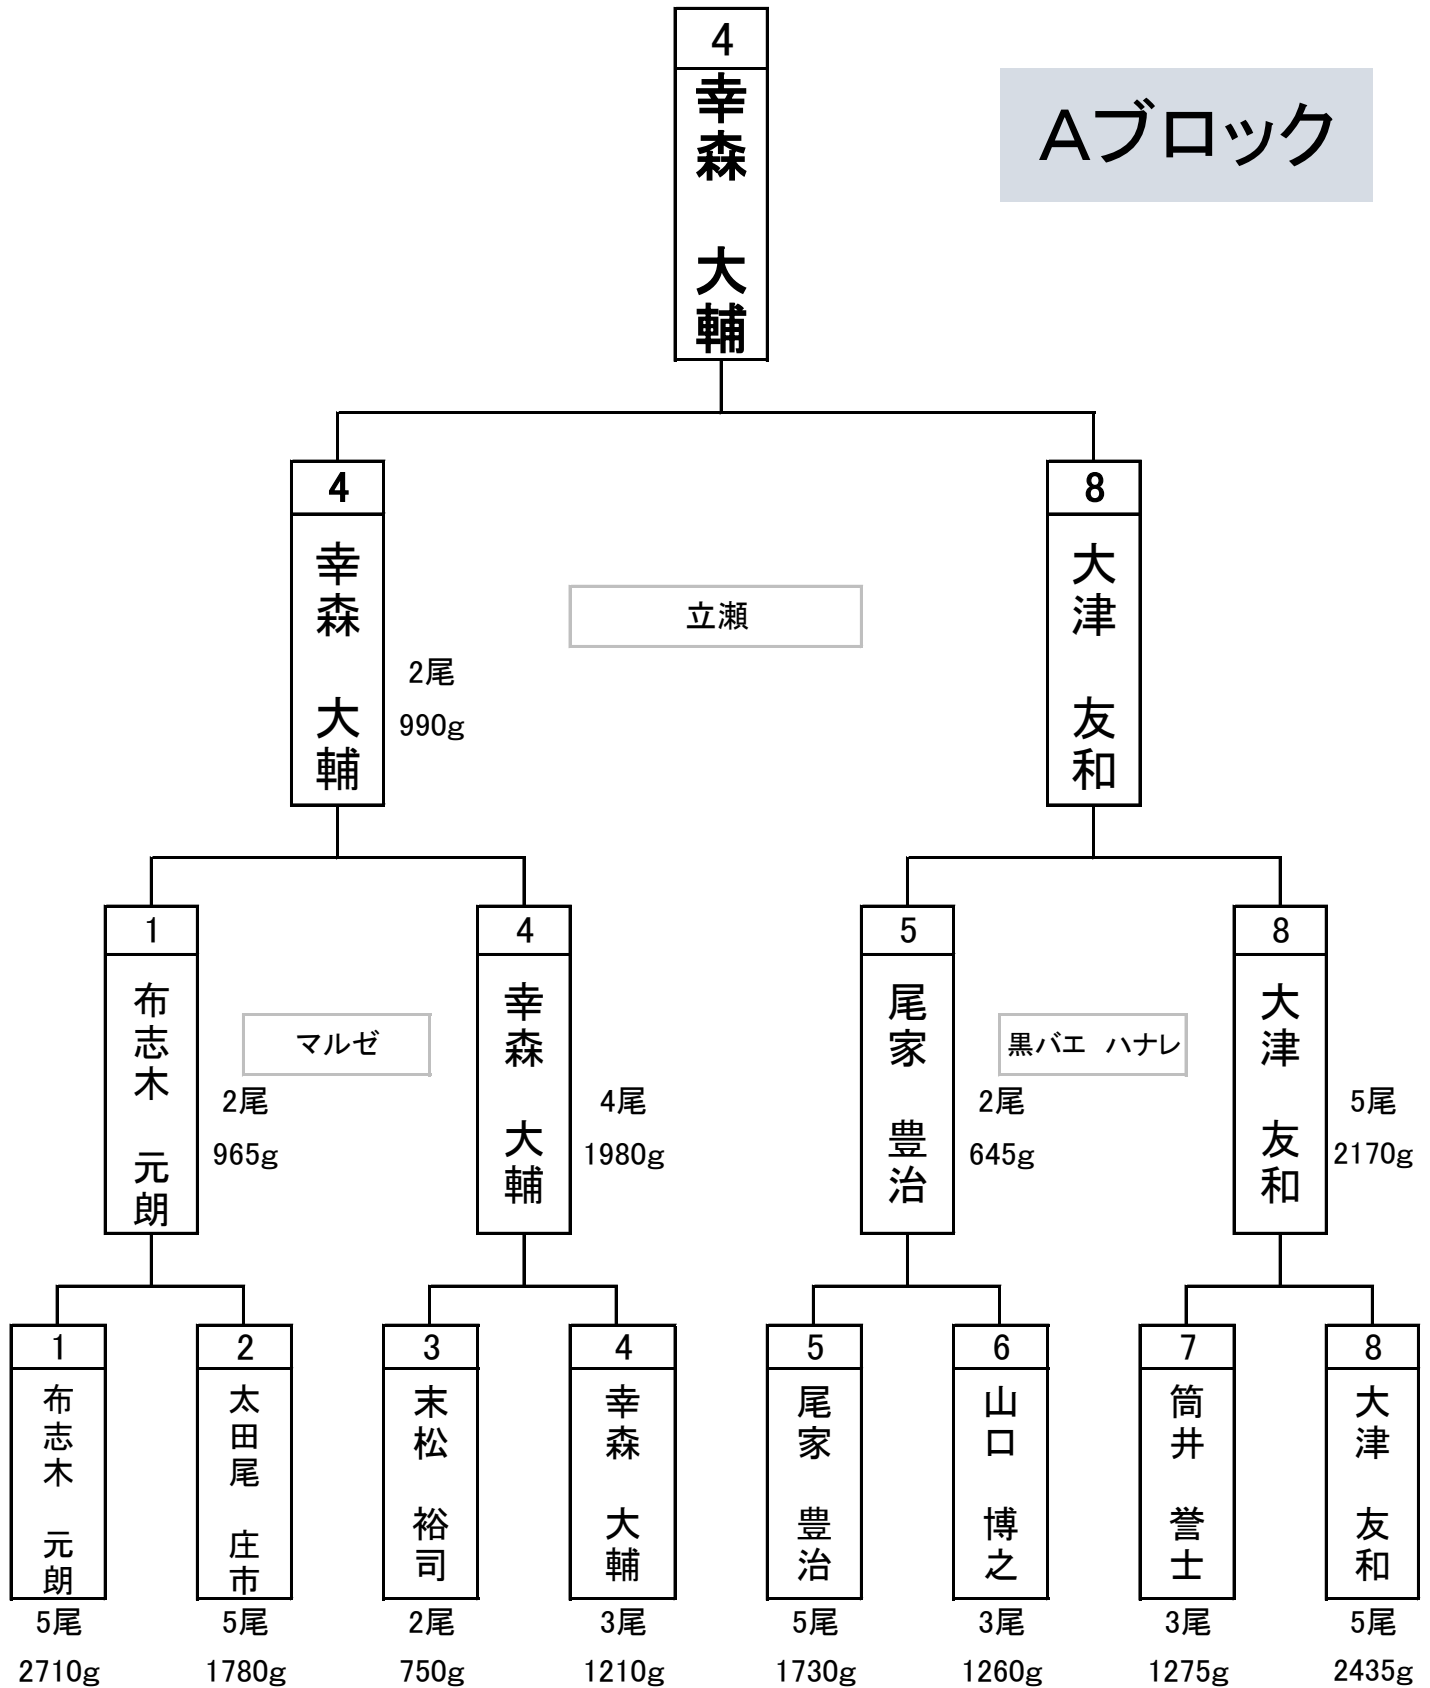 4
幸森　大輔
Aブロック
4
幸森　大輔
2尾
990g
立瀬
8
大津　友和
1
布志木　元朗
2尾
965g
マルゼ
4
幸森　大輔
4尾
1980g
5
尾家　豊治
2尾
645g
黒バエ　ハナレ
8
大津　友和
5尾
2170g
1
布志木　元朗
5尾
2710g
2
太田尾　庄市
5尾
1780g
3
末松　裕司
2尾
750g
4
幸森　大輔
3尾
1210g
5
尾家　豊治
5尾
1730g
6
山口　博之
3尾
1260g
7
筒井　誉士
3尾
1275g
8
大津　友和
5尾
2435g